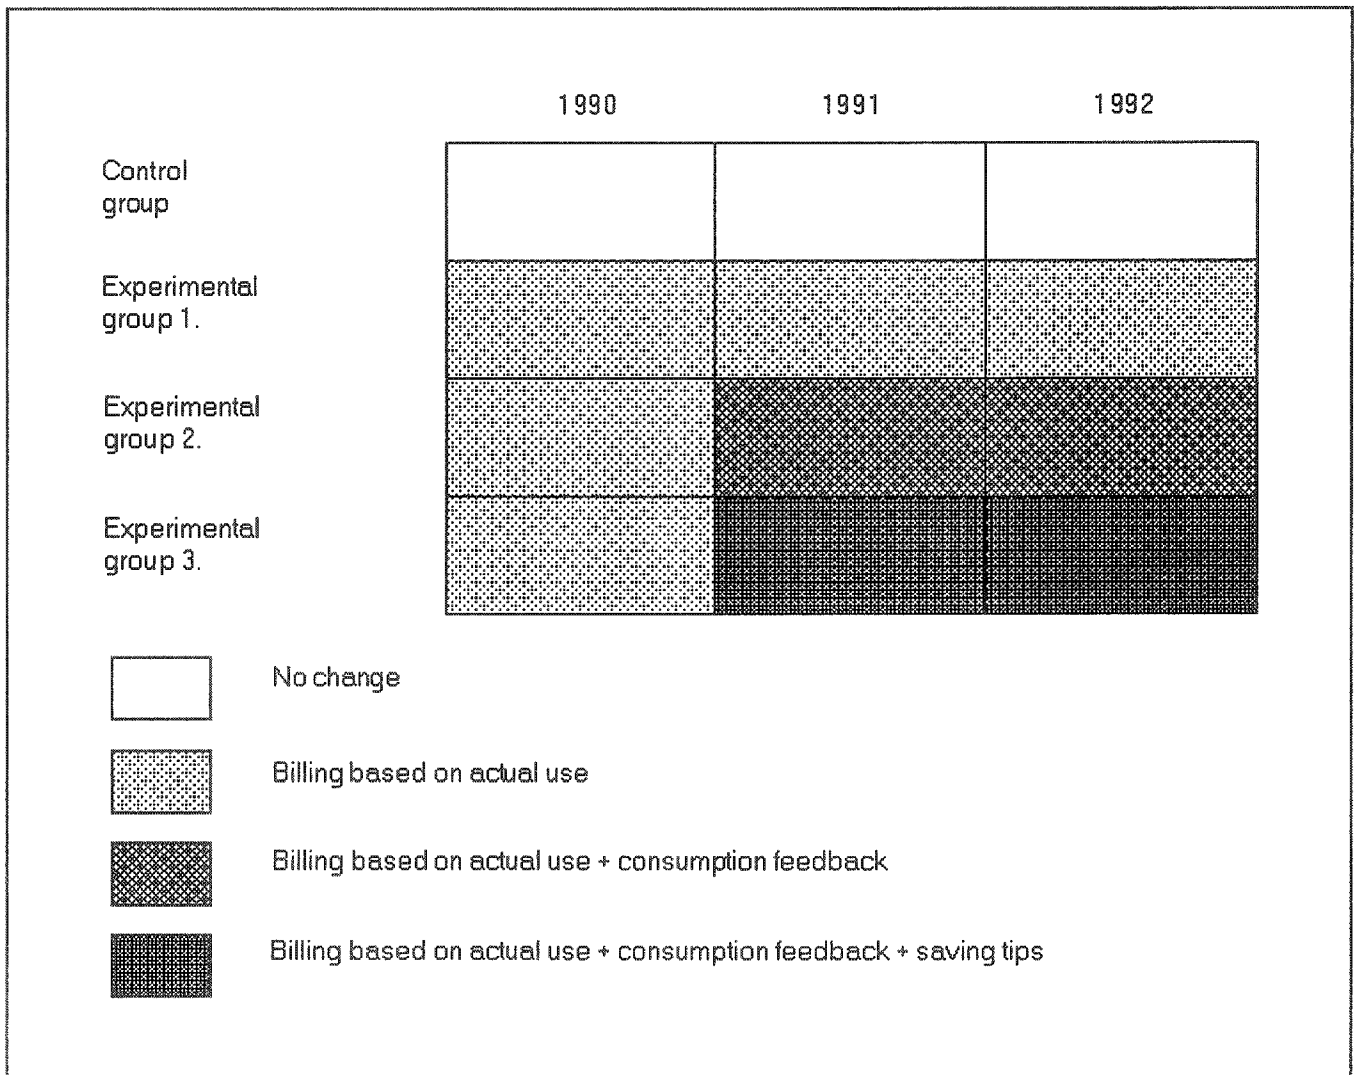 1990 1991 1992
Control
group
Experimental
group 1.
Experimental
group 2.
Experimental
group 3.
No change
Billing based on actual use
Billing based on actual use + consumption feedback
Billing based on actual use + consumption feedback + saving tips